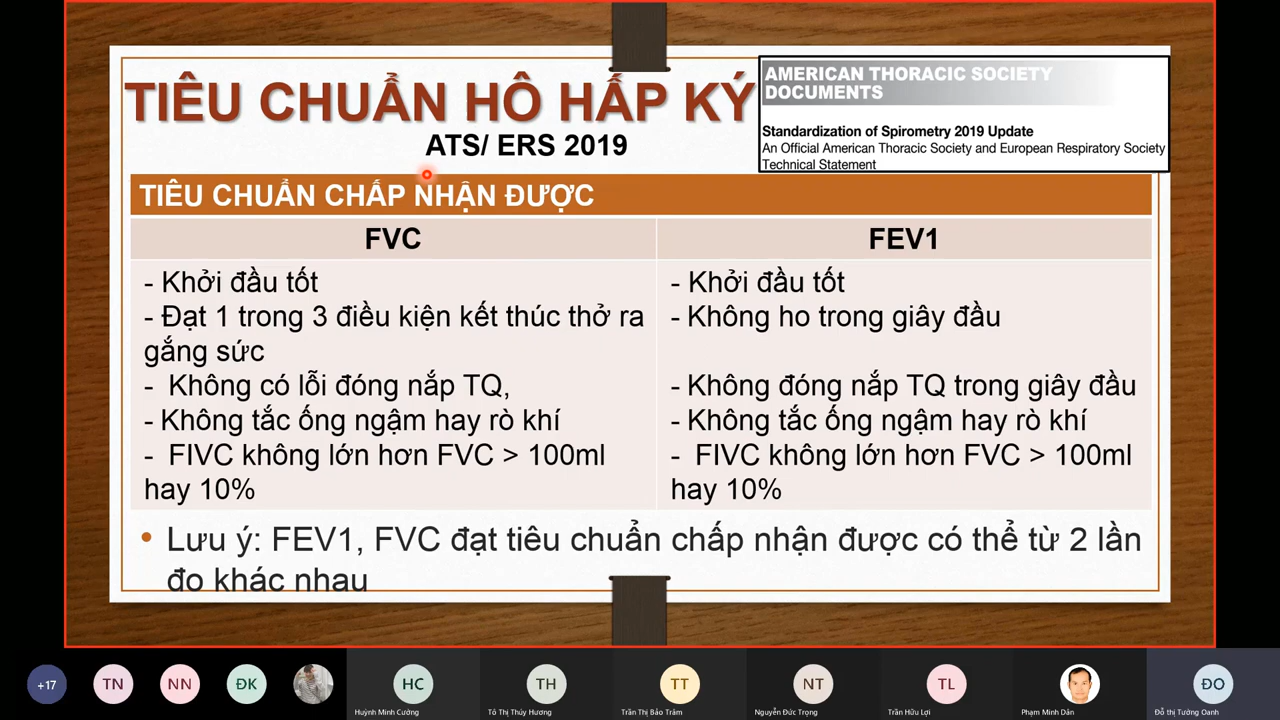 TIÊU CHUẨN HÔ HẤP KÝ
ATS/ ERS 2019
AMERICAN THORACIC SOCIETY
DOCUMENTS
Standardization of Spirometry 2019 Update
An Official American Thoracic Society and European Respiratory Society
Technical Statement
TIÊU CHUẨN CHẤP NHẬN ĐƯỢC
FVC
- Khởi đầu tốt
- Đạt 1 trong 3 điều kiện kết thúc thở ra
gắng sức
- Không có lỗi đóng nắp TQ,
- Không tắc ống ngậm hay rò khí
- FIVC không lớn hơn FVC > 100ml
hay 10%
FEV1
- Khởi đầu tốt
- Không ho trong giây đầu
- Không đóng nắp TQ trong giây đầu
- Không tắc ống ngậm hay rò khí
- FIVC không lớn hơn FVC > 100ml
hay 10%
• Lưu ý: FEV1, FVC đạt tiêu chuẩn chấp nhận được có thể từ 2 lần
đo khác nhau
+17
TN
NN
ĐK
HC
Huỳnh Minh Cường
TH
Tô Thị Thúy Hương
TT
Trần Thị Bảo Trâm
NT
Nguyễn Đức Trọng
TL
Trần Hữu Lợi
Phạm Minh Dân
ĐO
Đỗ thị Tường Oanh